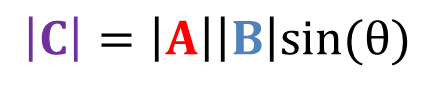 |C| = |A||B|sin(θ)